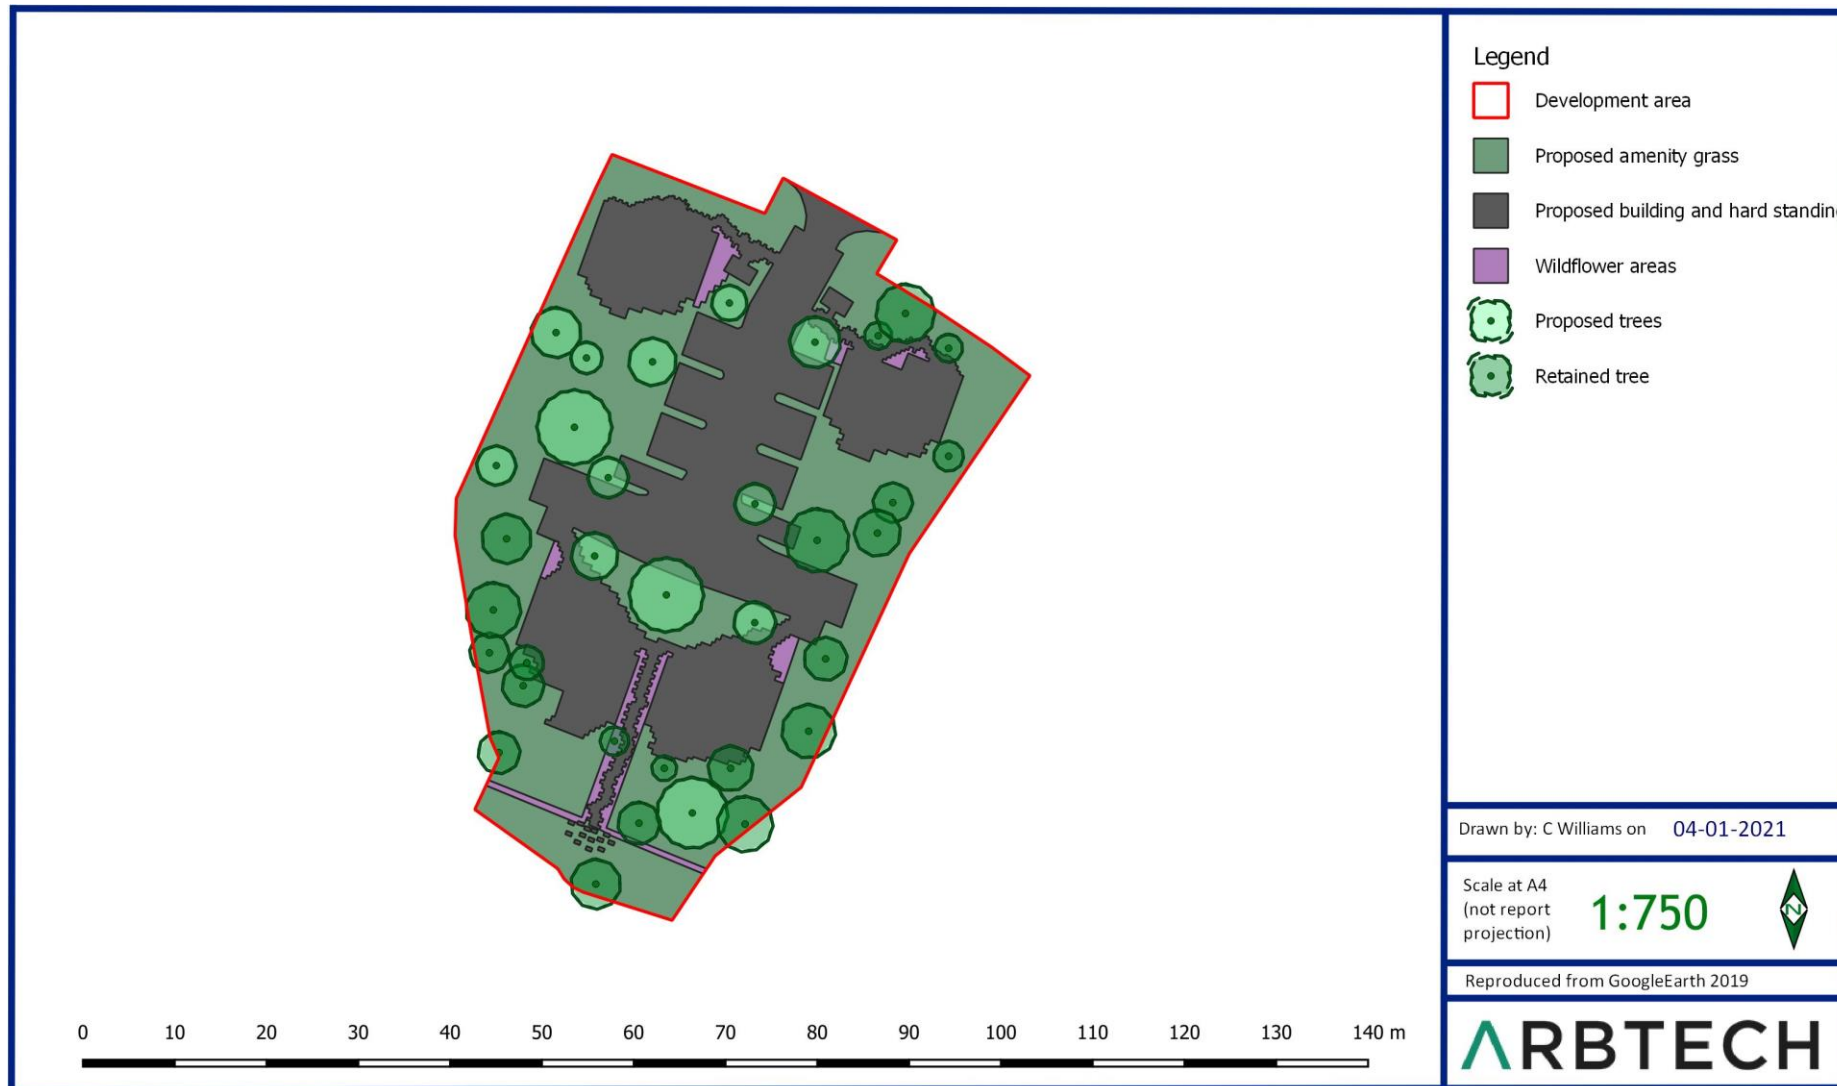 Legend
Development area
Proposed amenity grass
Proposed building and hard standin
Wildflower areas
Proposed trees
Retained tree
Drawn by: C Williams on 04-01-2021
Scale at A4
(not report
projection)
1:750
N
Reproduced from GoogleEarth 2019
ARBTECH
0 10 20 30 40 50 60 70 80 90 100 110 120 130 140 m